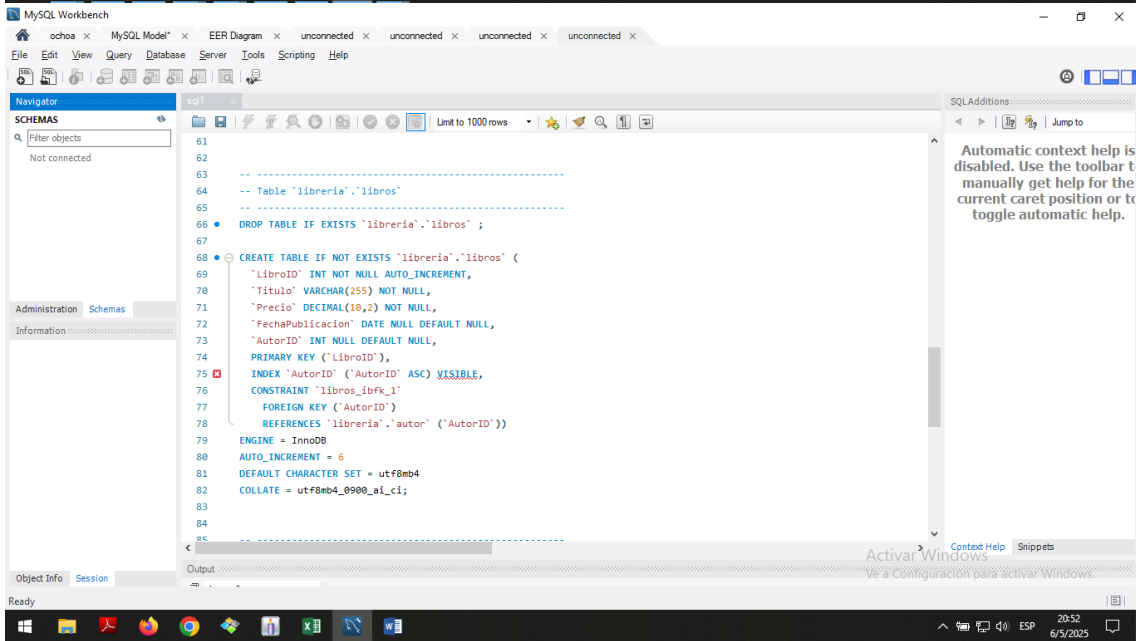 MySQL Workbench
ochoa MySQL Model* EER Diagram unconnected unconnected unconnected unconnected
File Edit View Query Database Server Tools Scripting Help
Navigator
SCHEMAS
Filter objects
Not connected
Administration Schemas
Information
Object Info Session
sql1
Limit to 1000 rows
61
62
63 -- -----------------------------------------------------
64 -- Table `libreria`.`libros`
65 -- -----------------------------------------------------
66 DROP TABLE IF EXISTS `libreria`.`libros` ;
67
68 CREATE TABLE IF NOT EXISTS `libreria`.`libros` (
69 `LibroID` INT NOT NULL AUTO_INCREMENT,
70 `Titulo` VARCHAR(255) NOT NULL,
71 `Precio` DECIMAL(10,2) NOT NULL,
72 `FechaPublicacion` DATE NULL DEFAULT NULL,
73 `AutorID` INT NULL DEFAULT NULL,
74 PRIMARY KEY (`LibroID`),
75 INDEX `AutorID` (`AutorID` ASC) VISIBLE,
76 CONSTRAINT `libros_ibfk_1`
77 FOREIGN KEY (`AutorID`)
78 REFERENCES `libreria`.`autor` (`AutorID`))
79 ENGINE = InnoDB
80 AUTO_INCREMENT = 6
81 DEFAULT CHARACTER SET = utf8mb4
82 COLLATE = utf8mb4_0900_ai_ci;
83
84
85 -- -----------------------------------------------------
Output
SQLAdditions
Jump to
Automatic context help is
disabled. Use the toolbar t
manually get help for the
current caret position or to
toggle automatic help.
Context Help Snippets
Activar Windows
Ve a Configuración para activar Windows.
Ready
ESP
20:52
6/5/2025